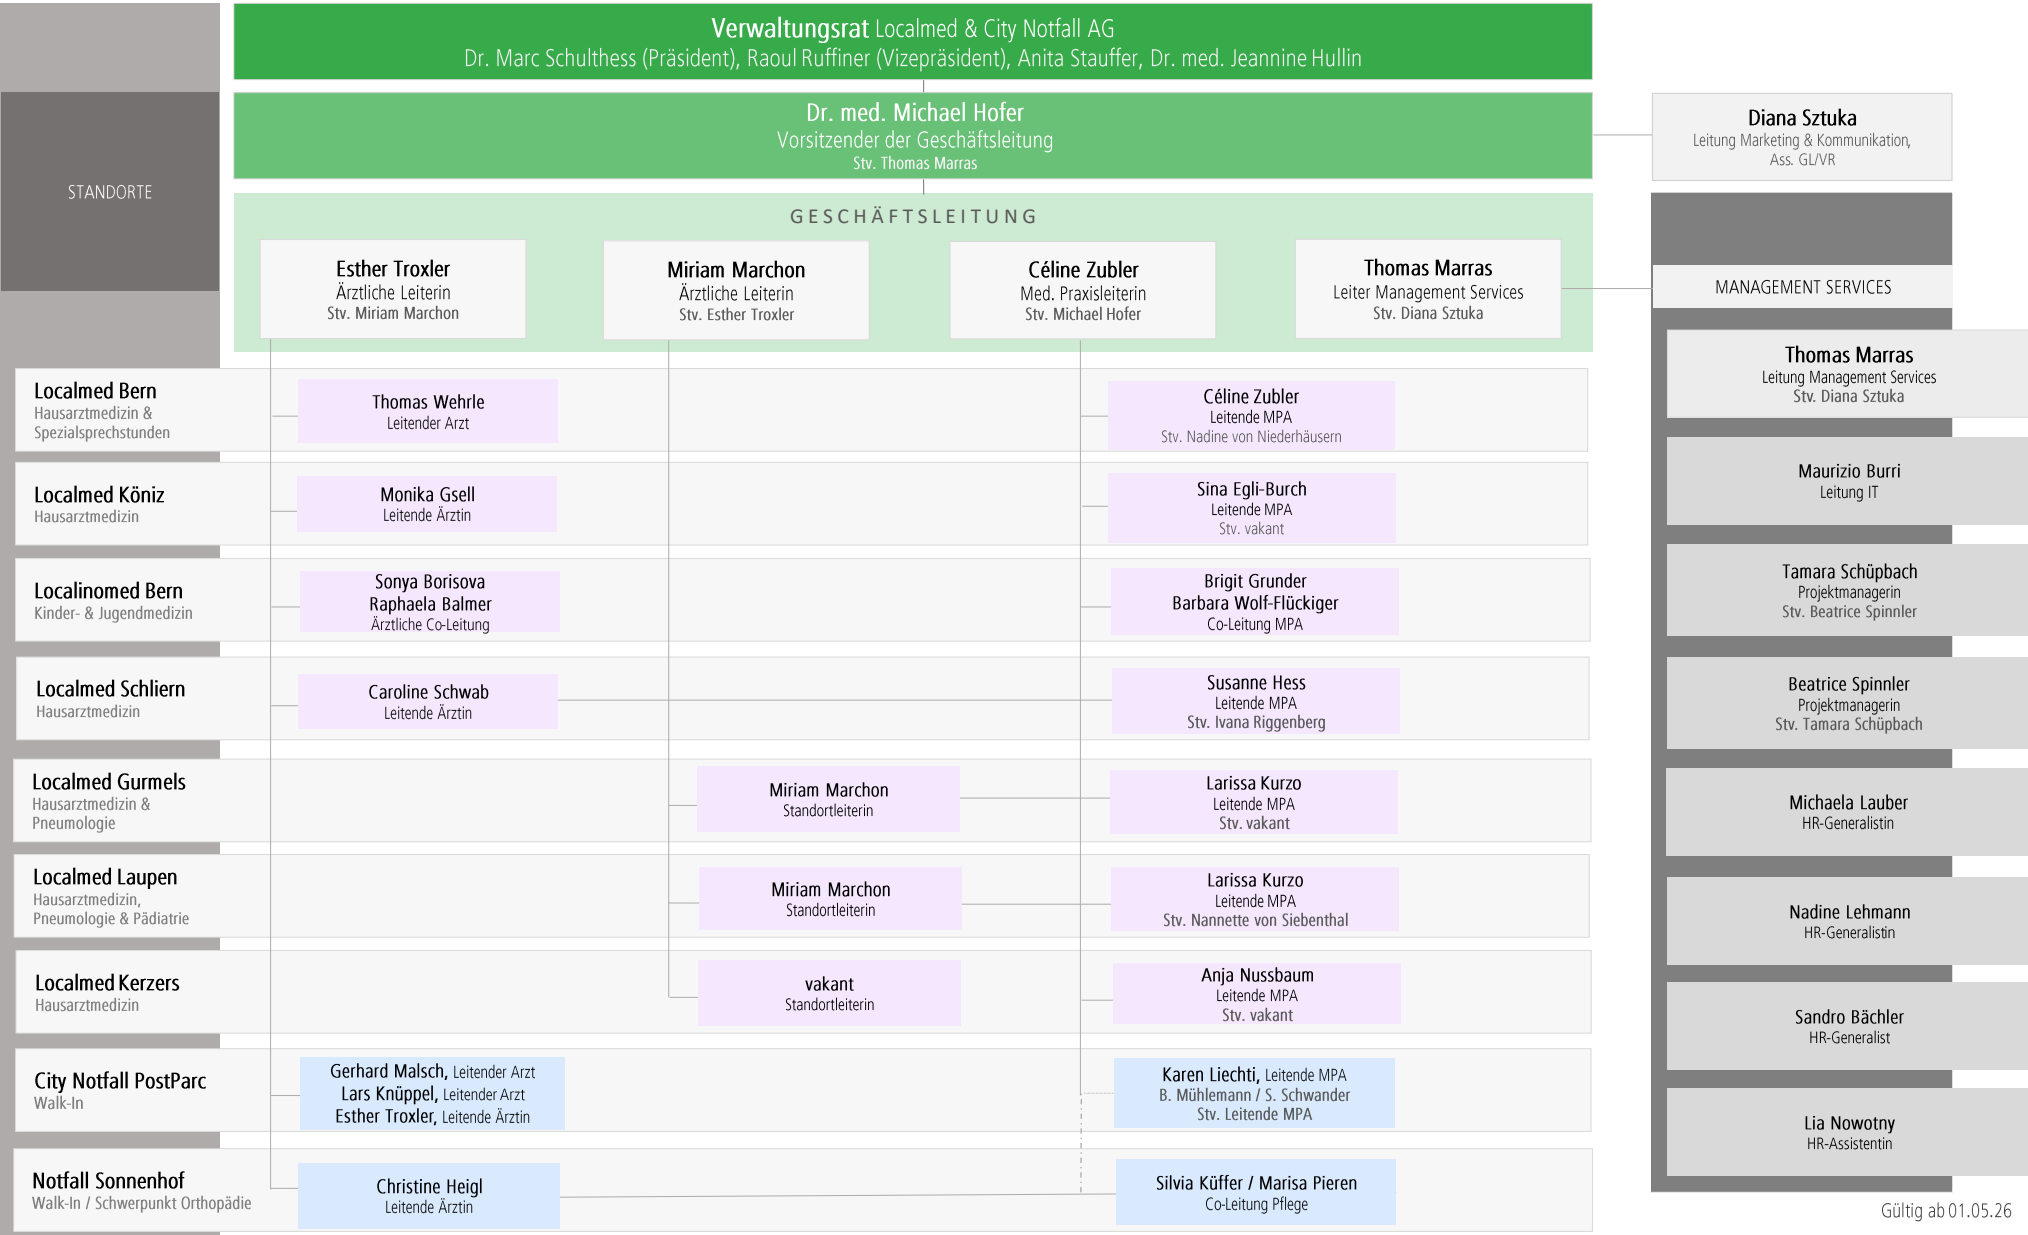 Verwaltungsrat Localmed & City Notfall AG
Dr. Marc Schulthess (Präsident), Raoul Ruffiner (Vizepräsident), Anita Stauffer, Dr. med. Jeannine Hullin
STANDORTE
Dr. med. Michael Hofer
Vorsitzender der Geschäftsleitung
Stv. Thomas Marras
Diana Sztuka
Leitung Marketing & Kommunikation,
Ass. GL/VR
GESCHÄFTSLEITUNG
Esther Troxler
Ärztliche Leiterin
Stv. Miriam Marchon
Miriam Marchon
Ärztliche Leiterin
Stv. Esther Troxler
Céline Zubler
Med. Praxisleiterin
Stv. Michael Hofer
Thomas Marras
Leiter Management Services
Stv. Diana Sztuka
Localmed Bern
Hausarztmedizin &
Spezialsprechstunden
Thomas Wehrle
Leitender Arzt
Céline Zubler
Leitende MPA
Stv. Nadine von Niederhäusern
Localmed Köniz
Hausarztmedizin
Monika Gsell
Leitende Ärztin
Sina Egli-Burch
Leitende MPA
Stv. vakant
Localinomed Bern
Kinder- & Jugendmedizin
Sonya Borisova
Raphaela Balmer
Ärztliche Co-Leitung
Brigit Grunder
Barbara Wolf-Flückiger
Co-Leitung MPA
Localmed Schliern
Hausarztmedizin
Caroline Schwab
Leitende Ärztin
Susanne Hess
Leitende MPA
Stv. Ivana Riggenberg
Localmed Gurmels
Hausarztmedizin &
Pneumologie
Miriam Marchon
Standortleiterin
Larissa Kurzo
Leitende MPA
Stv. vakant
Localmed Laupen
Hausarztmedizin,
Pneumologie & Pädiatrie
Miriam Marchon
Standortleiterin
Larissa Kurzo
Leitende MPA
Stv. Nannette von Siebenthal
Localmed Kerzers
Hausarztmedizin
vakant
Standortleiterin
Anja Nussbaum
Leitende MPA
Stv. vakant
City Notfall PostParc
Walk-In
Gerhard Malsch, Leitender Arzt
Lars Knüppel, Leitender Arzt
Esther Troxler, Leitende Ärztin
Karen Liechti, Leitende MPA
B. Mühlemann / S. Schwander
Stv. Leitende MPA
Notfall Sonnenhof
Walk-In / Schwerpunkt Orthopädie
Christine Heigl
Leitende Ärztin
Silvia Küffer / Marisa Pieren
Co-Leitung Pflege
MANAGEMENT SERVICES
Thomas Marras
Leitung Management Services
Stv. Diana Sztuka
Maurizio Burri
Leitung IT
Tamara Schüpbach
Projektmanagerin
Stv. Beatrice Spinnler
Beatrice Spinnler
Projektmanagerin
Stv. Tamara Schüpbach
Michaela Lauber
HR-Generalistin
Nadine Lehmann
HR-Generalistin
Sandro Bächler
HR-Generalist
Lia Nowotny
HR-Assistentin
Gültig ab 01.05.26